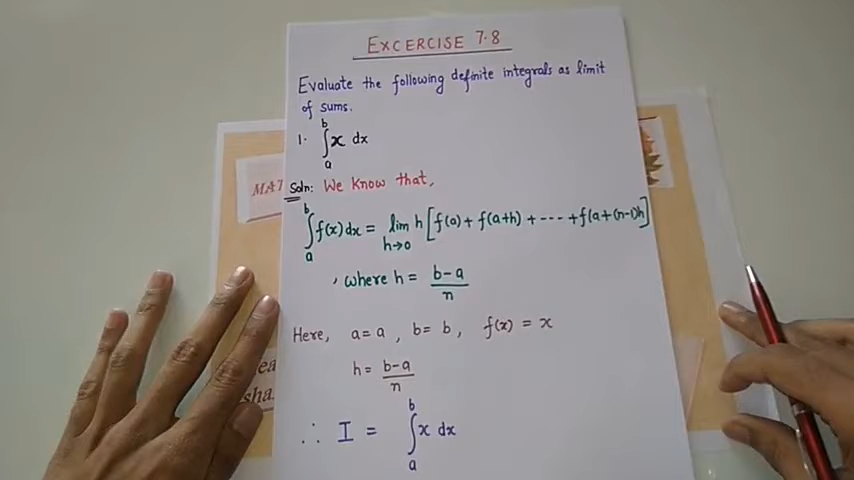 EXCERCISE 7.8
Evaluate the following definite integrals as limit
of sums.
1. ∫ₐᵇ x dx
Soln: We know that,
∫ₐᵇ f(x)dx = lim h→0 h[f(a) + f(a+h) + ---- + f(a+(n-1)h]
, where h = (b-a)/n
Here, a = a , b = b , f(x) = x
h = (b-a)/n
∴ I = ∫ₐᵇ x dx